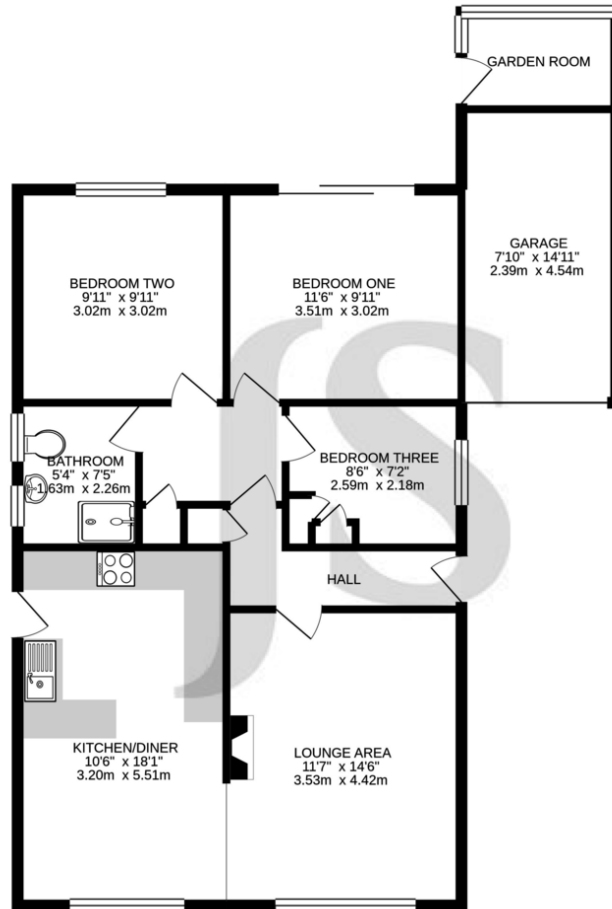 GARDEN ROOM
GARAGE
7'10" x 14'11"
2.39m x 4.54m
BEDROOM TWO
9'11" x 9'11"
3.02m x 3.02m
BEDROOM ONE
11'6" x 9'11"
3.51m x 3.02m
BATHROOM
5'4" x 7'5"
1.63m x 2.26m
BEDROOM THREE
8'6" x 7'2"
2.59m x 2.18m
HALL
KITCHEN/DINER
10'6" x 18'1"
3.20m x 5.51m
LOUNGE AREA
11'7" x 14'6"
3.53m x 4.42m
JS